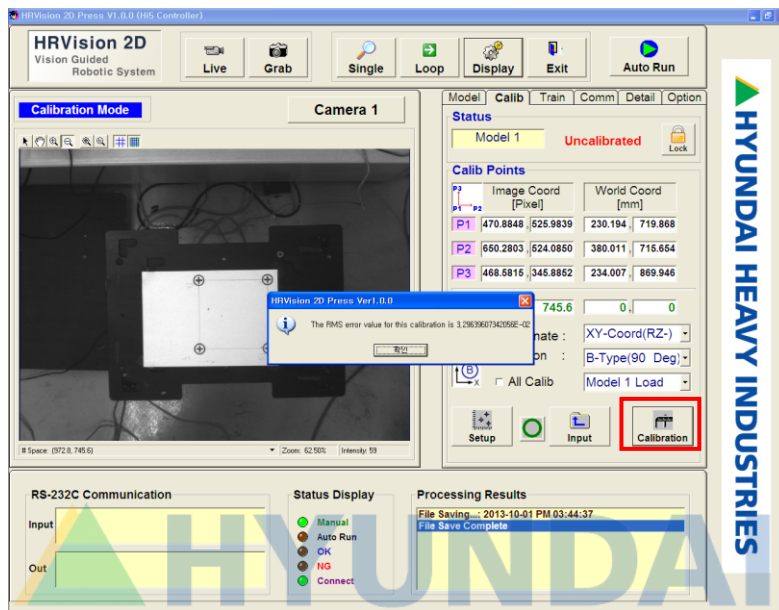 HRVision 2D Press V1.0.0 (Hi5 Controller)
HRVision 2D
Vision Guided
Robotic System
Live
Grab
Single
Loop
Display
Exit
Auto Run
Calibration Mode
Camera 1
# Space: (972.8, 745.6)
Zoom: 62.50%
Intensity: 59
Model Calib Train Comm Detail Option
Status
Model 1
Uncalibrated
Lock
Calib Points
P3
P1 P2
Image Coord
[Pixel]
World Coord
[mm]
P1 470.8848 , 525.9839 230.194 , 719.868
P2 650.2803 , 524.0850 380.011 , 715.654
P3 468.5815 , 345.8852 234.007 , 869.946
745.6 0 , 0
nate : XY-Coord(RZ-)
on : B-Type(90 Deg)
B
x
All Calib
Model 1 Load
Setup
Input
Calibration
HRVision 2D Press Ver1.0.0
The RMS error value for this calibration is 3,29639607342056E-02
확인
RS-232C Communication
Input
Out
Status Display
Manual
Auto Run
OK
NG
Connect
Processing Results
File Saving...: 2013-10-01 PM 03:44:37
File Save Complete
HYUNDAI HEAVY INDUSTRIES
HYUNDAI